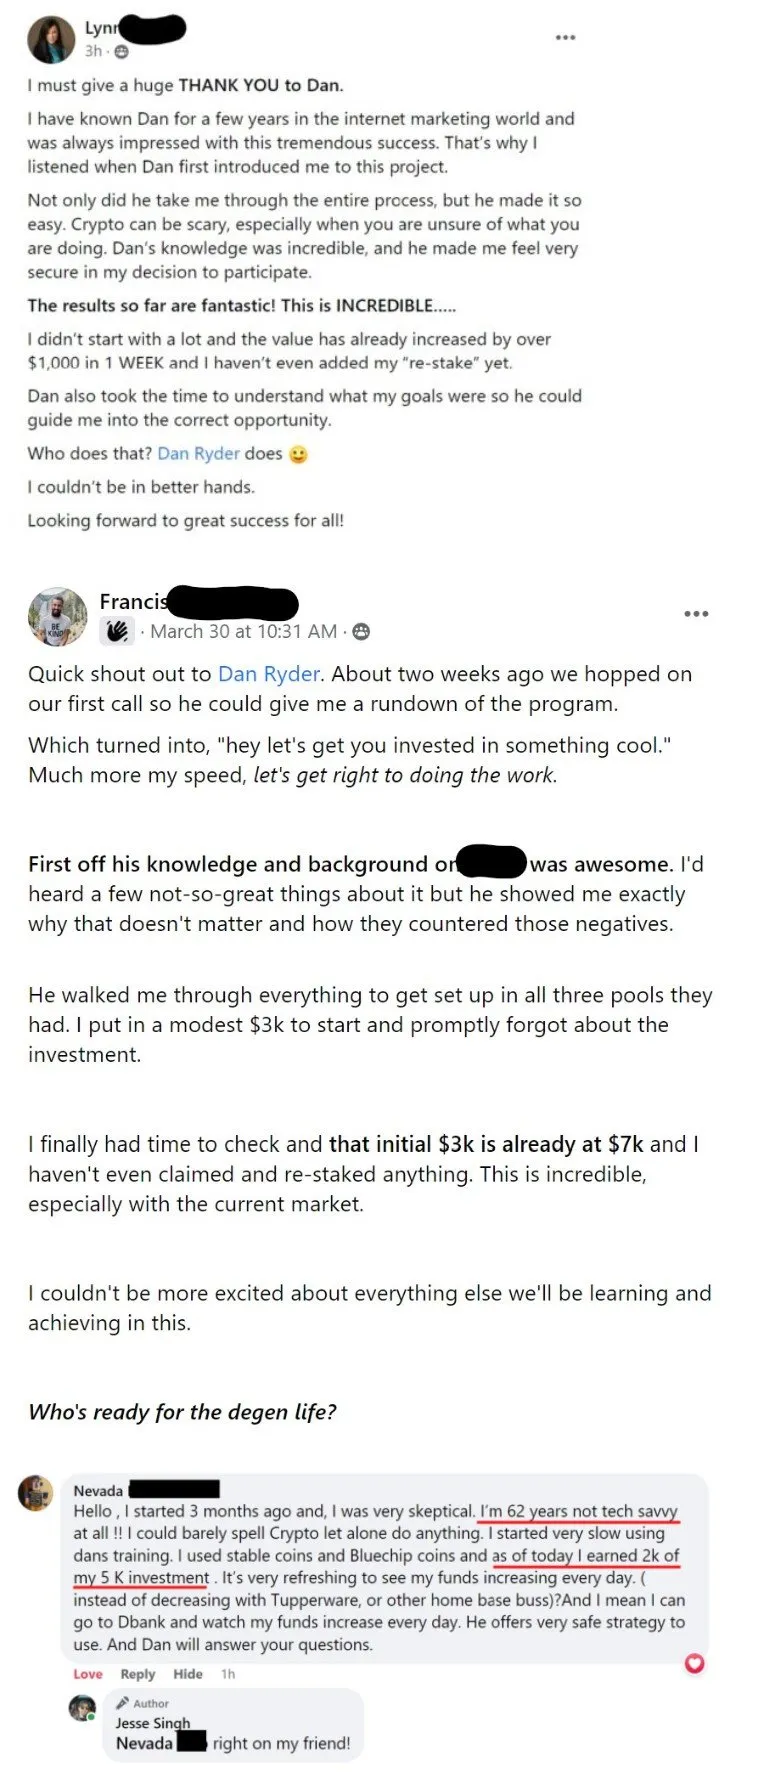 Lynn
3h ·
I must give a huge THANK YOU to Dan.
I have known Dan for a few years in the internet marketing world and
was always impressed with this tremendous success. That's why I
listened when Dan first introduced me to this project.
Not only did he take me through the entire process, but he made it so
easy. Crypto can be scary, especially when you are unsure of what you
are doing. Dan's knowledge was incredible, and he made me feel very
secure in my decision to participate.
The results so far are fantastic! This is INCREDIBLE.....
I didn't start with a lot and the value has already increased by over
$1,000 in 1 WEEK and I haven't even added my "re-stake" yet.
Dan also took the time to understand what my goals were so he could
guide me into the correct opportunity.
Who does that? Dan Ryder does 🙂
I couldn't be in better hands.
Looking forward to great success for all!
Francis
· March 30 at 10:31 AM ·
Quick shout out to Dan Ryder. About two weeks ago we hopped on
our first call so he could give me a rundown of the program.
Which turned into, "hey let's get you invested in something cool."
Much more my speed, let's get right to doing the work.
First off his knowledge and background on was awesome. I'd
heard a few not-so-great things about it but he showed me exactly
why that doesn't matter and how they countered those negatives.
He walked me through everything to get set up in all three pools they
had. I put in a modest $3k to start and promptly forgot about the
investment.
I finally had time to check and that initial $3k is already at $7k and I
haven't even claimed and re-staked anything. This is incredible,
especially with the current market.
I couldn't be more excited about everything else we'll be learning and
achieving in this.
Who's ready for the degen life?
Nevada
Hello , I started 3 months ago and, I was very skeptical. I'm 62 years not tech savvy
at all !! I could barely spell Crypto let alone do anything. I started very slow using
dans training. I used stable coins and Bluechip coins and as of today I earned 2k of
my 5 K investment . It's very refreshing to see my funds increasing every day. (
instead of decreasing with Tupperware, or other home base buss)?And I mean I can
go to Dbank and watch my funds increase every day. He offers very safe strategy to
use. And Dan will answer your questions.
Love Reply Hide 1h
Author
Jesse Singh
Nevada right on my friend!